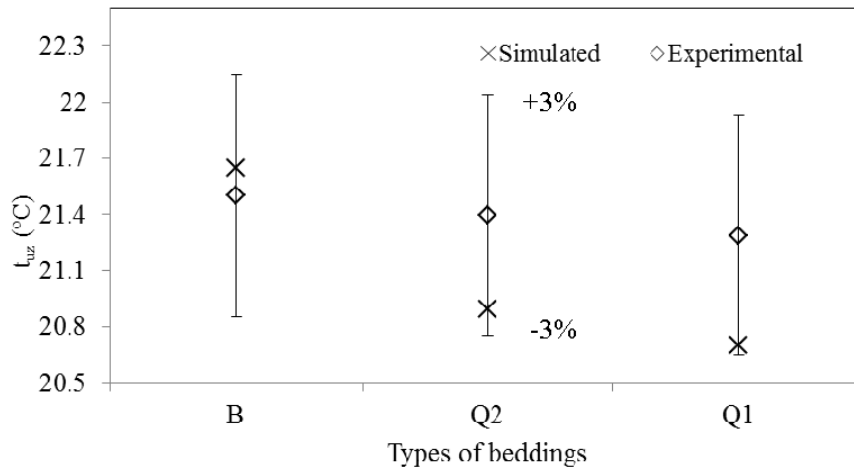 22.3
22
21.7
21.4
21.1
20.8
20.5
t_uz (°C)
×Simulated ◇Experimental
+3%
-3%
B Q2 Q1
Types of beddings